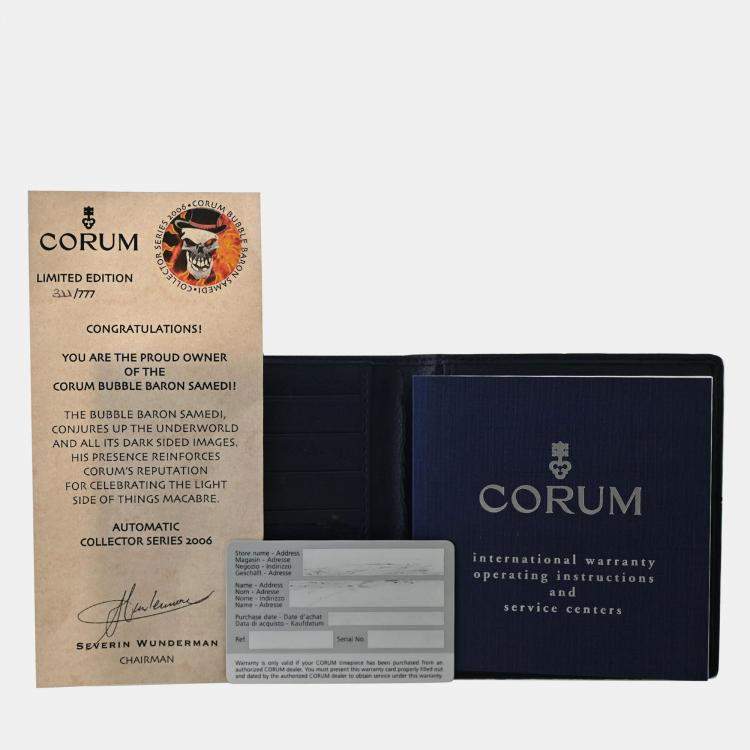 CORUM
COLLECTOR SERIES 2006 • CORUM BUBBLE BARON SAMEDI •
LIMITED EDITION
311/777
CONGRATULATIONS!
YOU ARE THE PROUD OWNER
OF THE
CORUM BUBBLE BARON SAMEDI!
THE BUBBLE BARON SAMEDI,
CONJURES UP THE UNDERWORLD
AND ALL ITS DARK SIDED IMAGES.
HIS PRESENCE REINFORCES
CORUM'S REPUTATION
FOR CELEBRATING THE LIGHT
SIDE OF THINGS MACABRE.
AUTOMATIC
COLLECTOR SERIES 2006
SEVERIN WUNDERMAN
CHAIRMAN
Store name - Address
Magasin - Adresse
Negozio - Indirizzo
Geschäft - Adresse
Name - Address
Nom - Adresse
Nome - Indirizzo
Name - Adresse
Purchase date - Date d'achat
Data di acquisto - Kaufdatum
Ref.
Serial No.
Warranty is only valid if your CORUM timepiece has been purchased from an
authorized CORUM dealer. You must present this warranty card properly filled out
and dated by the authorized CORUM dealer to obtain service under this warranty.
CORUM
international warranty
operating instructions
and
service centers